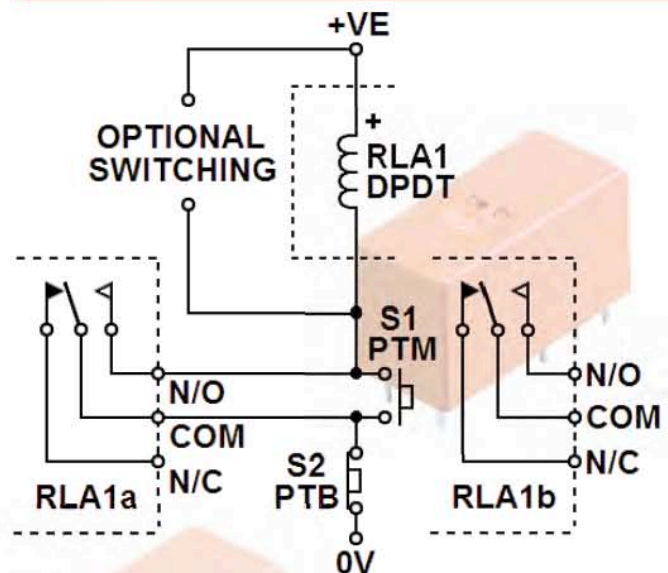 +VE
OPTIONAL
SWITCHING
+
RLA1
DPDT
S1
PTM
N/O
COM
N/C
RLA1a
S2
PTB
0V
N/O
COM
N/C
RLA1b